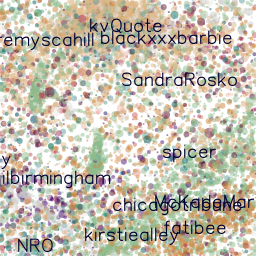 kyQuote
emyscahill
blackxxxbarbie
SandraRosko
spicer
y
ilbirmingham
chicagotribune
kirstiealley
fatibee
NRO